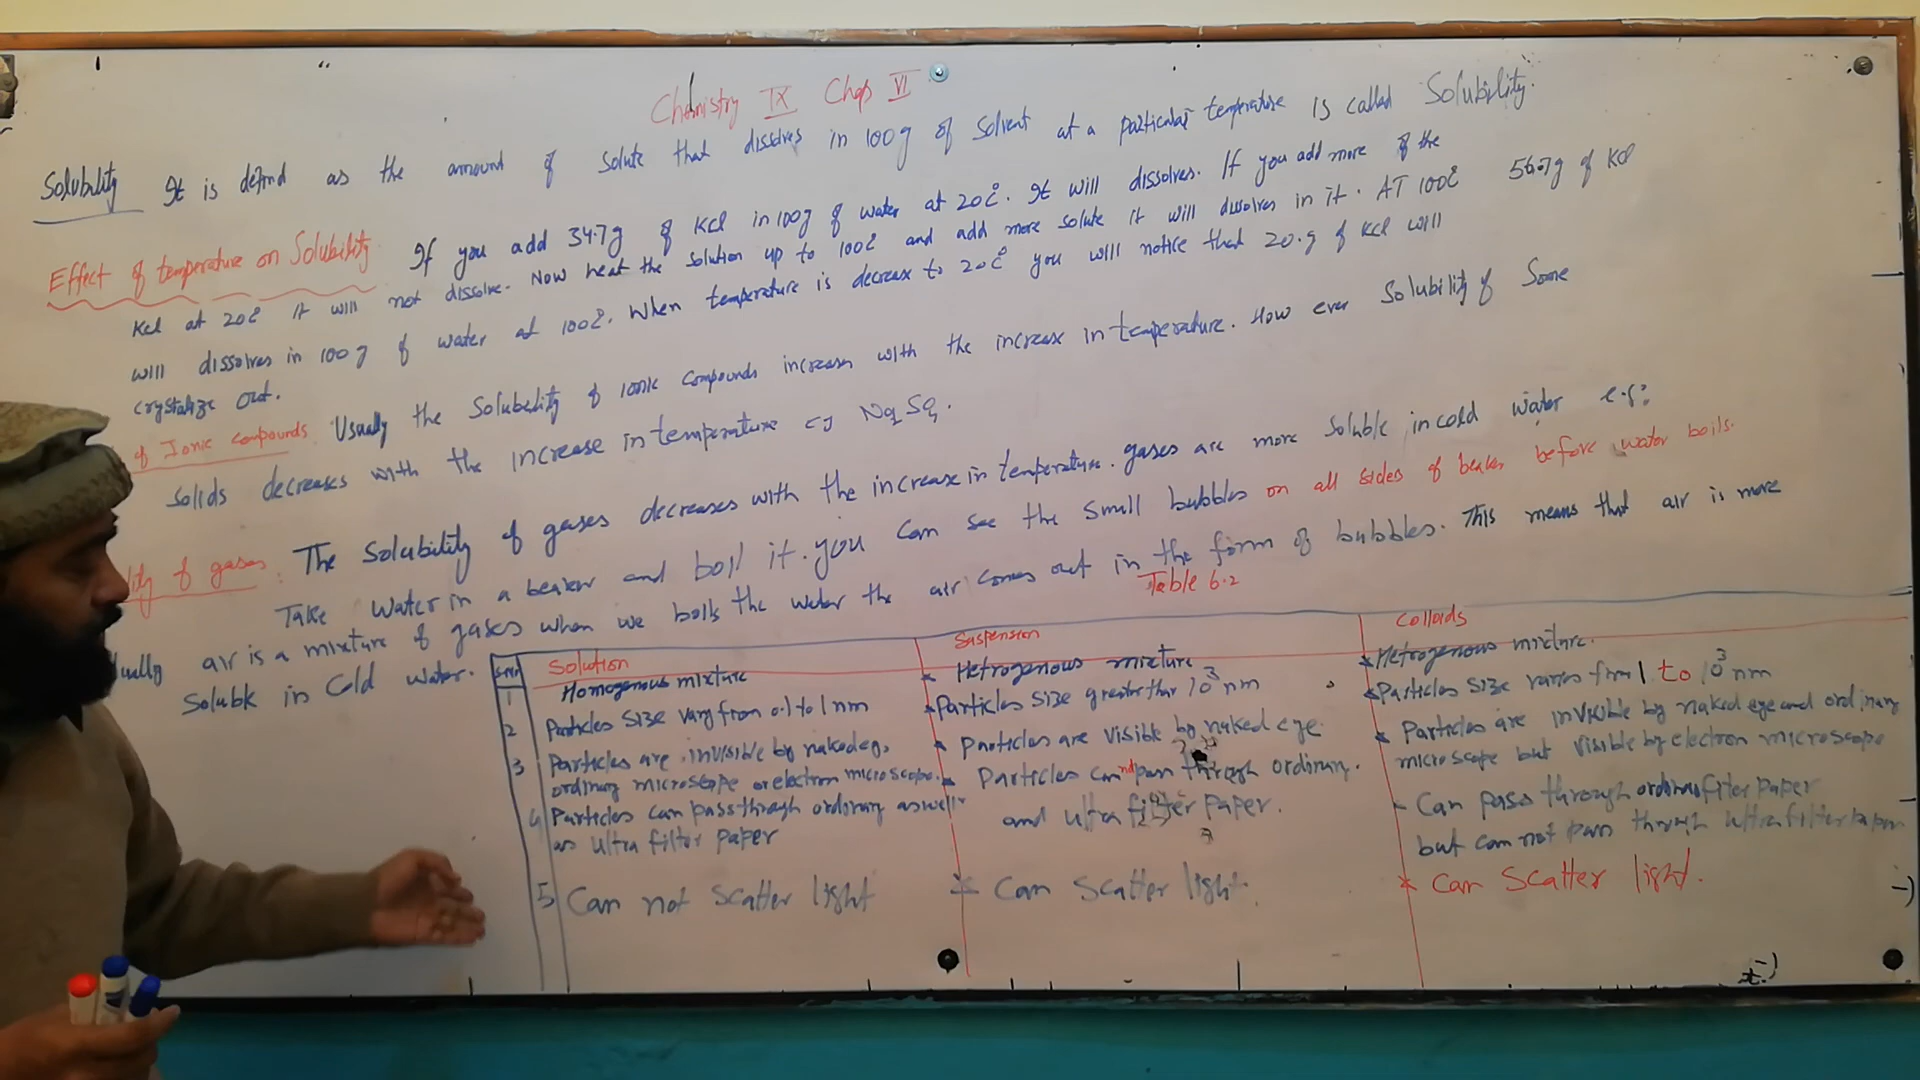 Chemistry IX Chap VI
Solubility It is defind as the amount of solute that dissolves in 100g of solvent at a particular temperature is called Solubility.
Effect of temperature on Solubility If you add 34.7g of KCl in 100g of water at 20C°. It will dissolves. If you add more of the
KCl at 20C° it will not dissolve. Now heat the solution up to 100C° and add more solute it will dissolves in it. AT 100C° 56.7g of KCl
will dissolves in 100g of water at 100C°. When temperature is decrease to 20C° you will notice that 20.g of KCl will
crystalize out.
of Ionic compounds Usually the Solubility of ionic compounds increases with the increase in temperature. How ever Solubility of Some
solids decreases with the increase in temperature eg Na2SO4.
of gases. The Solubility of gases decreases with the increase in temperature. gases are more soluble in cold water e.g:
Take water in a beaker and boil it. you can see the small bubbles on all sides of beaker before water boils.
air is a mixture of gases when we boils the water the air comes out in the form of bubbles. This means that air is more
Soluble in Cold water.
Table 6.2
Solution Suspension Colloids
1 Homogenous mixture * Hetrogenous mixture * Hetrogenous mixture.
2 Particles size vary from 0.1 to 1 nm * Particles size greater than 10³ nm * Particles size varies from 1 to 10³ nm
3 Particles are invisible by naked eye, * Particles are visible by naked eye. * Particles are invisible by naked eye and ordinary
ordinary microscope or electron microscope. microscope but visible by electron microscope
4 Particles can pass through ordinary as well * Particles cannot pass through ordinary. - Can pass through ordinary filter paper
as ultra filter paper and ultra filter paper. but can not pass through ultra filter paper
5 Can not scatter light * Can scatter light. * Can scatter light.